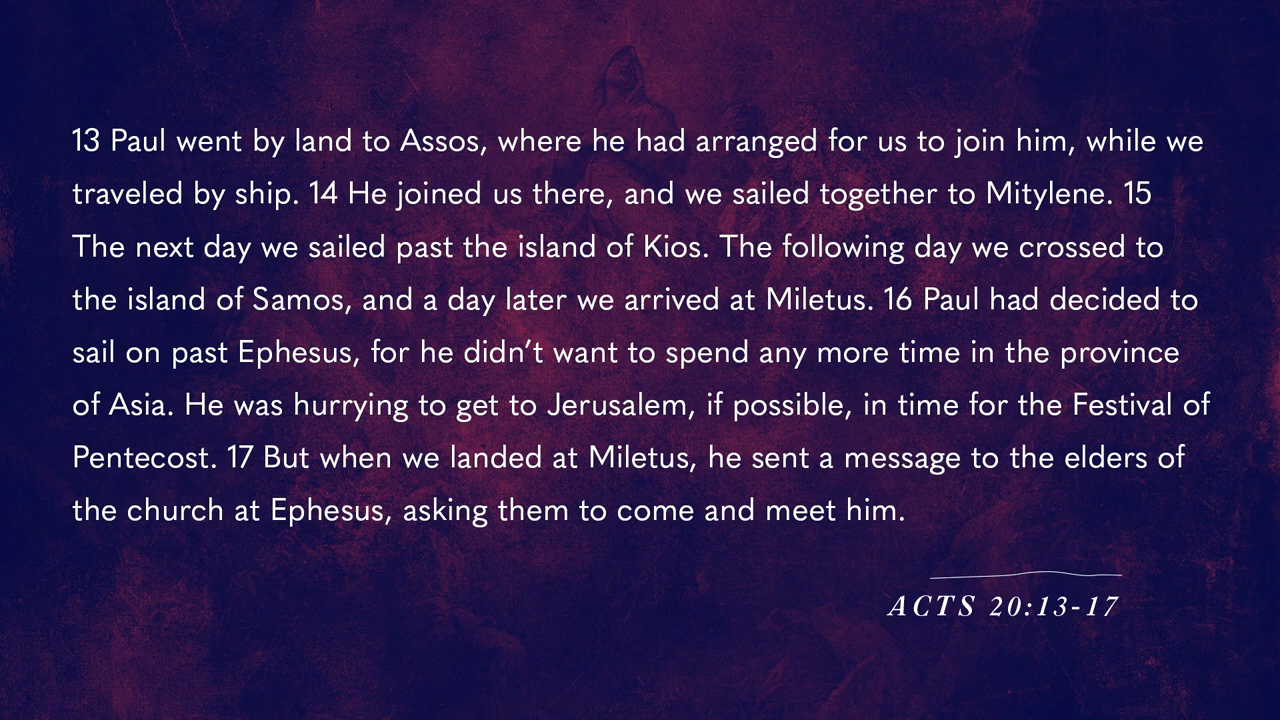 13 Paul went by land to Assos, where he had arranged for us to join him, while we
traveled by ship. 14 He joined us there, and we sailed together to Mitylene. 15
The next day we sailed past the island of Kios. The following day we crossed to
the island of Samos, and a day later we arrived at Miletus. 16 Paul had decided to
sail on past Ephesus, for he didn’t want to spend any more time in the province
of Asia. He was hurrying to get to Jerusalem, if possible, in time for the Festival of
Pentecost. 17 But when we landed at Miletus, he sent a message to the elders of
the church at Ephesus, asking them to come and meet him.
ACTS 20:13-17